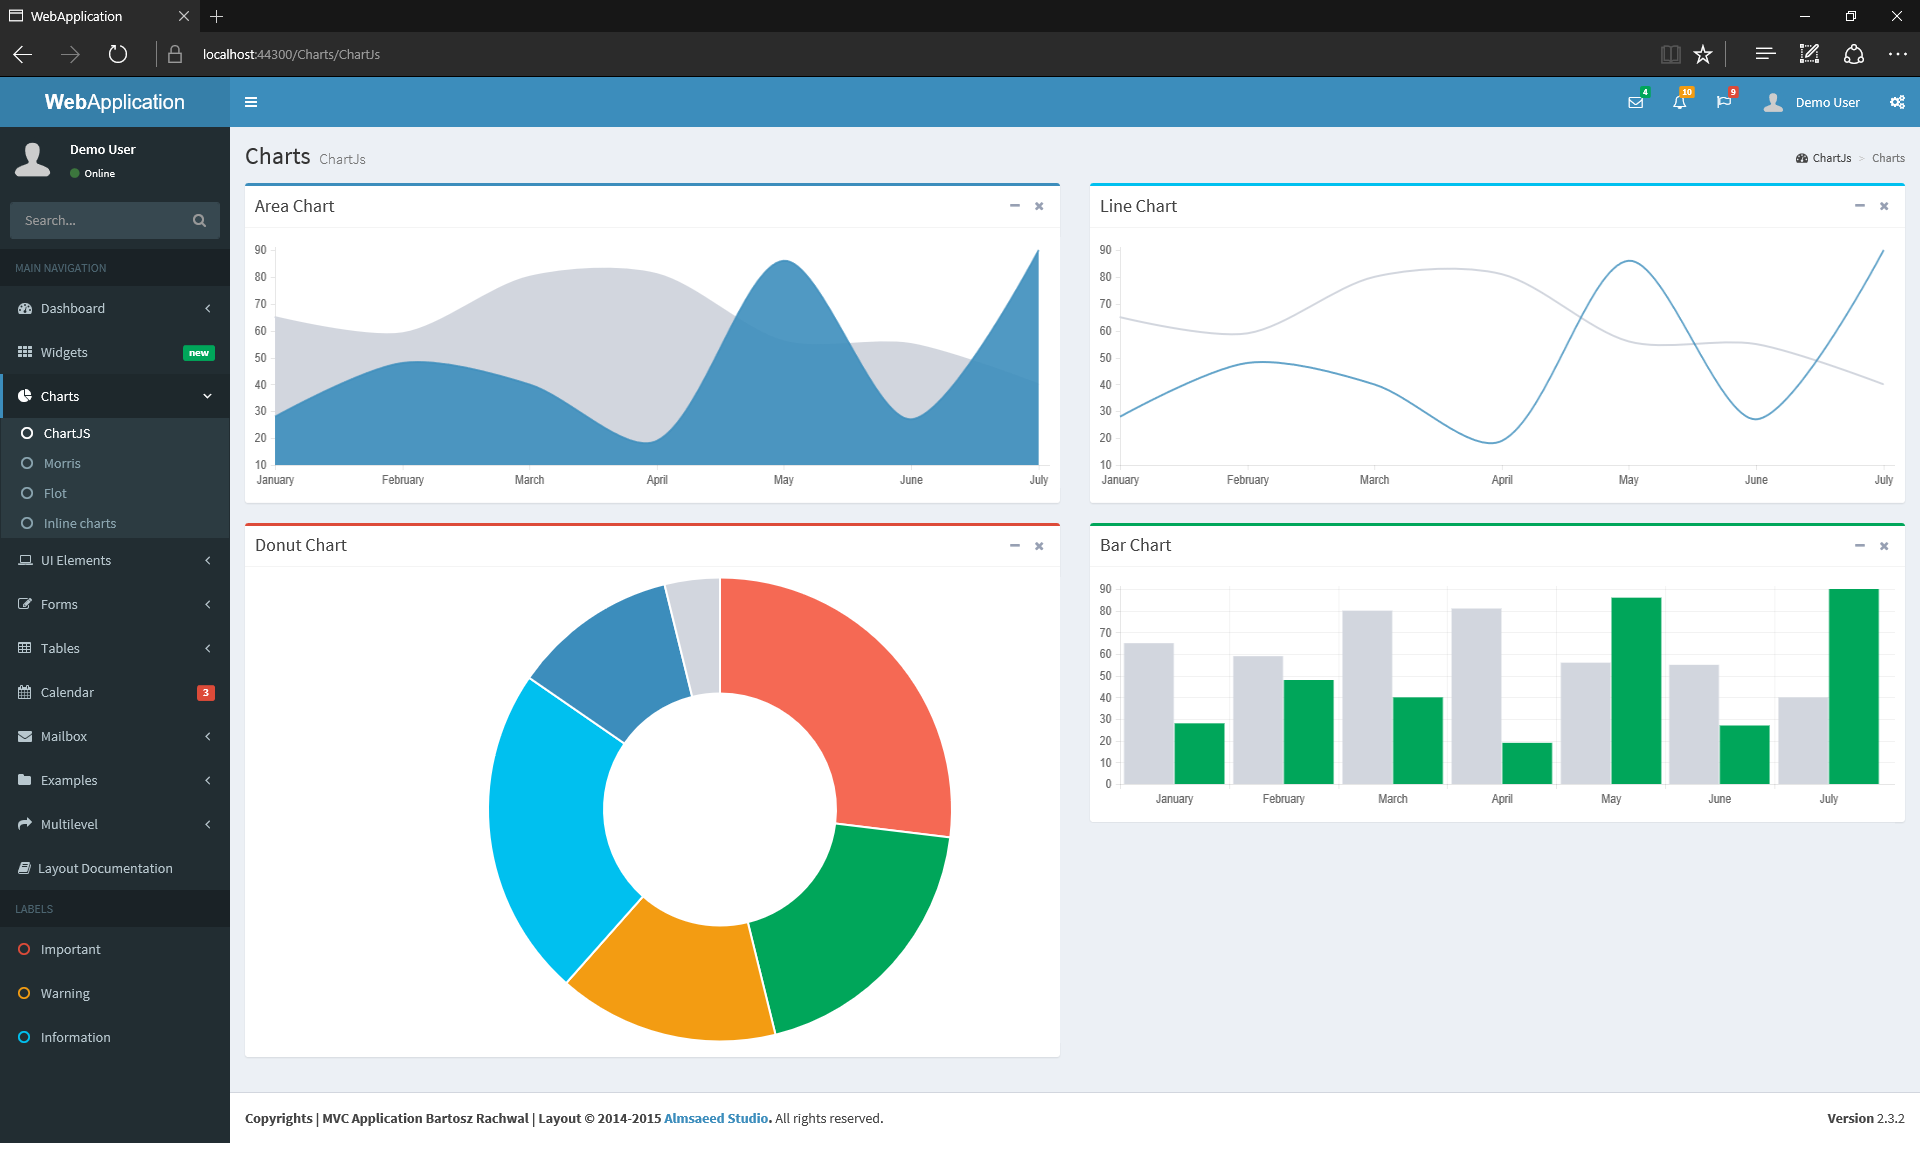 WebApplication
localhost:44300/Charts/ChartJs
WebApplication
4
10
9
Demo User
Demo User
Online
Search...
MAIN NAVIGATION
Dashboard
Widgets new
Charts
ChartJS
Morris
Flot
Inline charts
UI Elements
Forms
Tables
Calendar 3
Mailbox
Examples
Multilevel
Layout Documentation
LABELS
Important
Warning
Information
Charts ChartJs
ChartJs > Charts
Area Chart
90
80
70
60
50
40
30
20
10
January February March April May June July
Line Chart
90
80
70
60
50
40
30
20
10
January February March April May June July
Donut Chart
Bar Chart
90
80
70
60
50
40
30
20
10
0
January February March April May June July
Copyrights | MVC Application Bartosz Rachwal | Layout © 2014-2015 Almsaeed Studio. All rights reserved.
Version 2.3.2